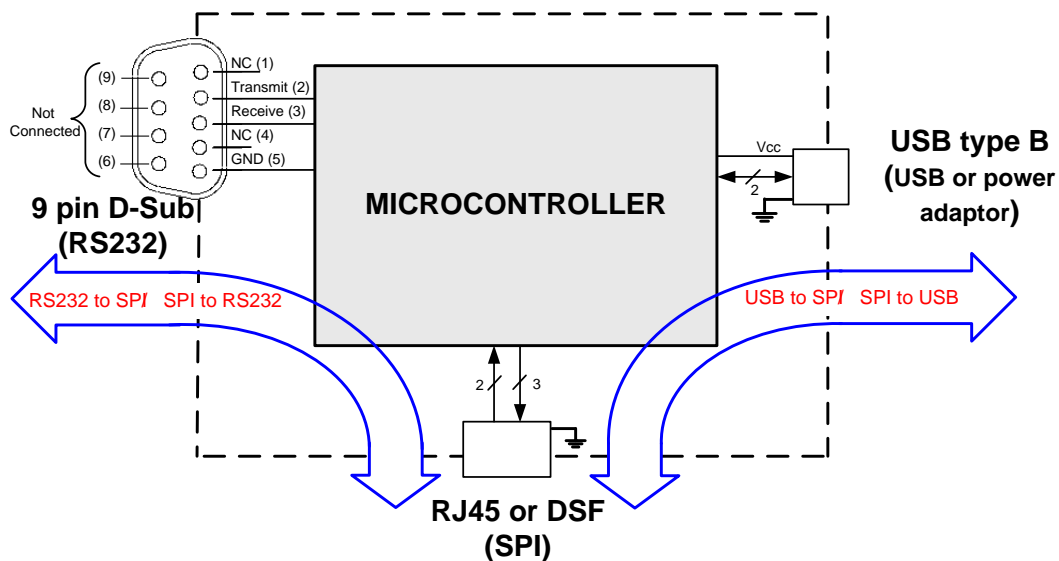 NC (1)
(9)
Transmit (2)
(8)
Receive (3)
Not
Connected
(7)
NC (4)
(6)
GND (5)
MICROCONTROLLER
Vcc
2
USB type B
(USB or power
adaptor)
9 pin D-Sub
(RS232)
RS232 to SPI/ SPI to RS232
USB to SPI/ SPI to USB
2
3
RJ45 or DSF
(SPI)